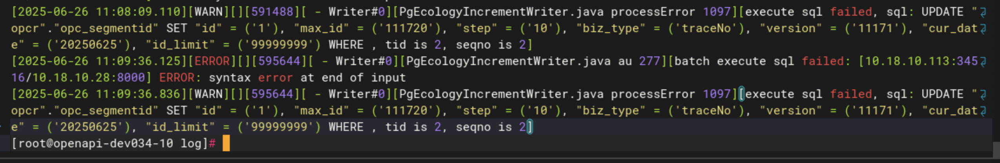 [2025-06-26 11:08:09.110][WARN][][591488][ - Writer#0][PgEcologyIncrementWriter.java processError 1097][execute sql failed, sql: UPDATE "
opcr"."opc_segmentid" SET "id" = ('1'), "max_id" = ('111720'), "step" = ('10'), "biz_type" = ('traceNo'), "version" = ('11171'), "cur_dat
e" = ('20250625'), "id_limit" = ('99999999') WHERE , tid is 2, seqno is 2]
[2025-06-26 11:09:36.125][ERROR][][595644][ - Writer#0][PgEcologyIncrementWriter.java au 277][batch execute sql failed: [10.18.10.113:345
16/10.18.10.28:8000] ERROR: syntax error at end of input
[2025-06-26 11:09:36.836][WARN][][595644][ - Writer#0][PgEcologyIncrementWriter.java processError 1097][execute sql failed, sql: UPDATE "
opcr"."opc_segmentid" SET "id" = ('1'), "max_id" = ('111720'), "step" = ('10'), "biz_type" = ('traceNo'), "version" = ('11171'), "cur_dat
e" = ('20250625'), "id_limit" = ('99999999') WHERE , tid is 2, seqno is 2]
[root@openapi-dev034-10 log]#